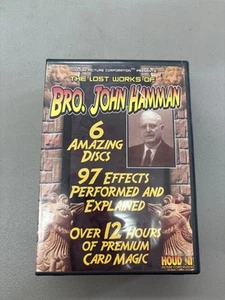 THE LOST WORKS OF
BRO. JOHN HAMMAN
6
AMAZING
DISCS
97 EFFECTS
PERFORMED AND
EXPLAINED
OVER 12 HOURS
OF PREMIUM
CARD MAGIC